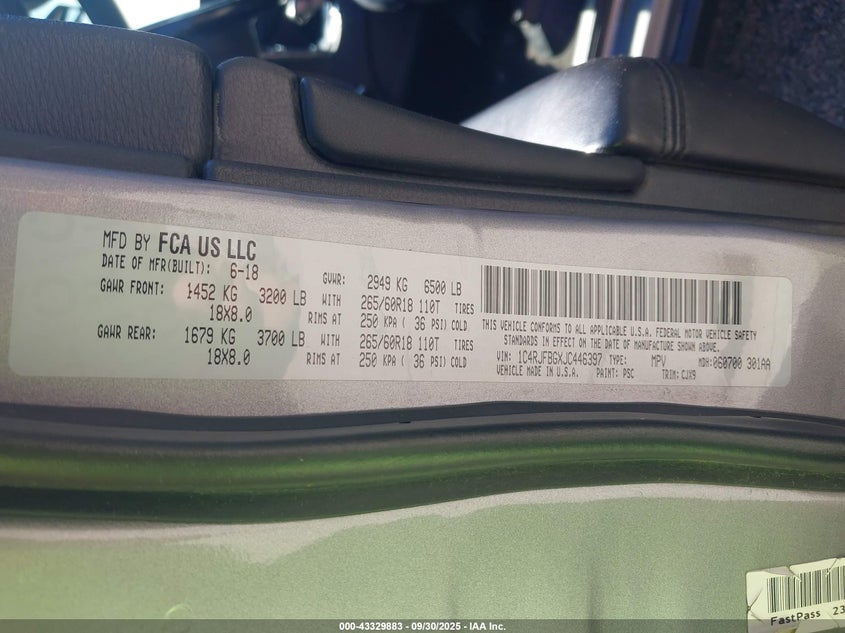 MFD BY FCA US LLC
DATE OF MFR(BUILT): 6-18 GVWR: 2949 KG 6500 LB
GAWR FRONT: 1452 KG 3200 LB WITH 265/60R18 110T TIRES
18X8.0 RIMS AT 250 KPA ( 36 PSI) COLD
GAWR REAR: 1679 KG 3700 LB WITH 265/60R18 110T TIRES
18X8.0 RIMS AT 250 KPA ( 36 PSI) COLD
THIS VEHICLE CONFORMS TO ALL APPLICABLE U.S.A. FEDERAL MOTOR VEHICLE SAFETY
STANDARDS IN EFFECT ON THE DATE OF MANUFACTURE SHOWN ABOVE.
VIN: 1C4RJFBGXJC446397 TYPE: MPV MDH: 060700 301AA
VEHICLE MADE IN U.S.A. PAINT: PSC TRIM: CJX9
FastPass 23
000-43329883 - 09/30/2025 - IAA Inc.